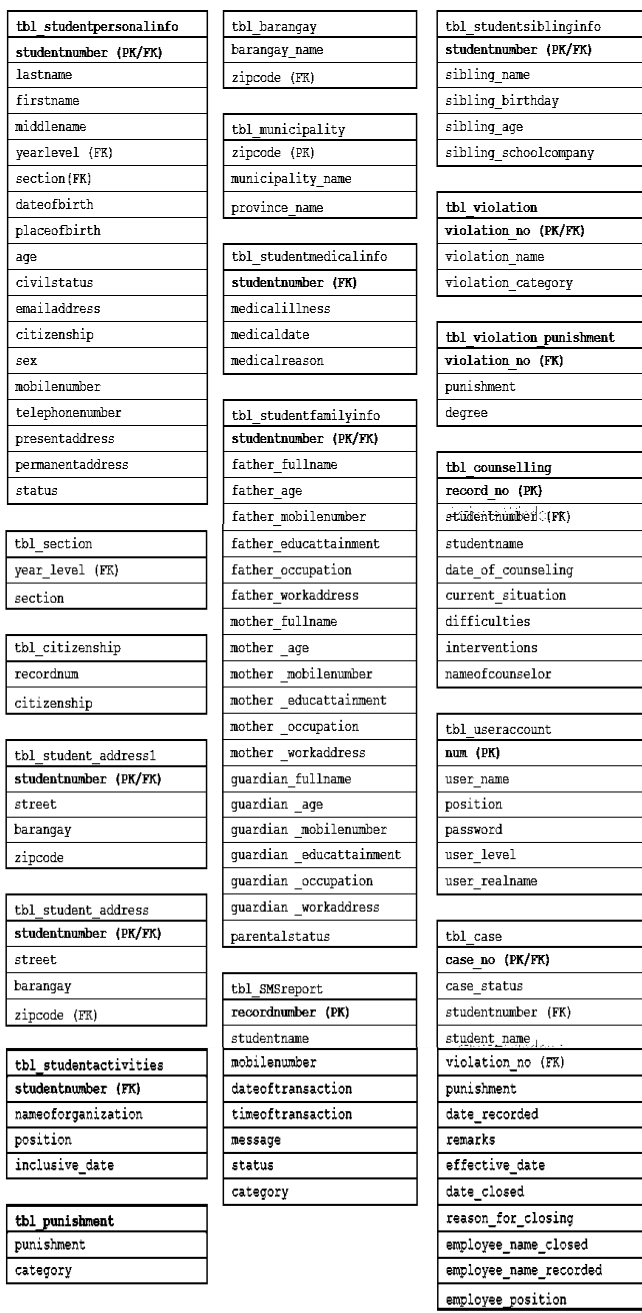 tbl_studentpersonalinfo
studentnumber (PK/FK)
lastname
firstname
middlename
yearlevel (FK)
section(FK)
dateofbirth
placeofbirth
age
civilstatus
emailaddress
citizenship
sex
mobilenumber
telephonenumber
presentaddress
permanentaddress
status
tbl_section
year_level (FK)
section
tbl_citizenship
recordnum
citizenship
tbl_student_address1
studentnumber (PK/FK)
street
barangay
zipcode
tbl_student_address
studentnumber (PK/FK)
street
barangay
zipcode (FK)
tbl_studentactivities
studentnumber (FK)
nameoforganization
position
inclusive_date
tbl_punishment
punishment
category
tbl_barangay
barangay_name
zipcode (FK)
tbl_municipality
zipcode (PK)
municipality_name
province_name
tbl_studentmedicalinfo
studentnumber (FK)
medicalillness
medicaldate
medicalreason
tbl_studentfamilyinfo
studentnumber (PK/FK)
father_fullname
father_age
father_mobilenumber
father_educattainment
father_occupation
father_workaddress
mother_fullname
mother _age
mother _mobilenumber
mother _educattainment
mother _occupation
mother _workaddress
guardian_fullname
guardian _age
guardian _mobilenumber
guardian _educattainment
guardian _occupation
guardian _workaddress
parentalstatus
tbl_SMSreport
recordnumber (PK)
studentname
mobilenumber
dateoftransaction
timeoftransaction
message
status
category
tbl_studentsiblinginfo
studentnumber (PK/FK)
sibling_name
sibling_birthday
sibling_age
sibling_schoolcompany
tbl_violation
violation_no (PK/FK)
violation_name
violation_category
tbl_violation_punishment
violation_no (FK)
punishment
degree
tbl_counselling
record_no (PK)
studentnumber (FK)
studentname
date_of_counseling
current_situation
difficulties
interventions
nameofcounselor
tbl_useraccount
num (PK)
user_name
position
password
user_level
user_realname
tbl_case
case_no (PK/FK)
case_status
studentnumber (FK)
student_name
violation_no (FK)
punishment
date_recorded
remarks
effective_date
date_closed
reason_for_closing
employee_name_closed
employee_name_recorded
employee_position